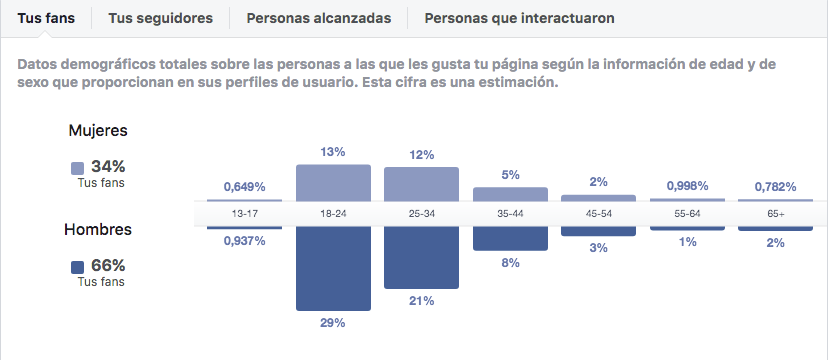 Tus fans Tus seguidores Personas alcanzadas Personas que interactuaron
Datos demográficos totales sobre las personas a las que les gusta tu página según la información de edad y de
sexo que proporcionan en sus perfiles de usuario. Esta cifra es una estimación.
Mujeres
34%
Tus fans
0,649% 13% 12% 5% 2% 0,998% 0,782%
13-17 18-24 25-34 35-44 45-54 55-64 65+
Hombres
66%
Tus fans
0,937% 29% 21% 8% 3% 1% 2%